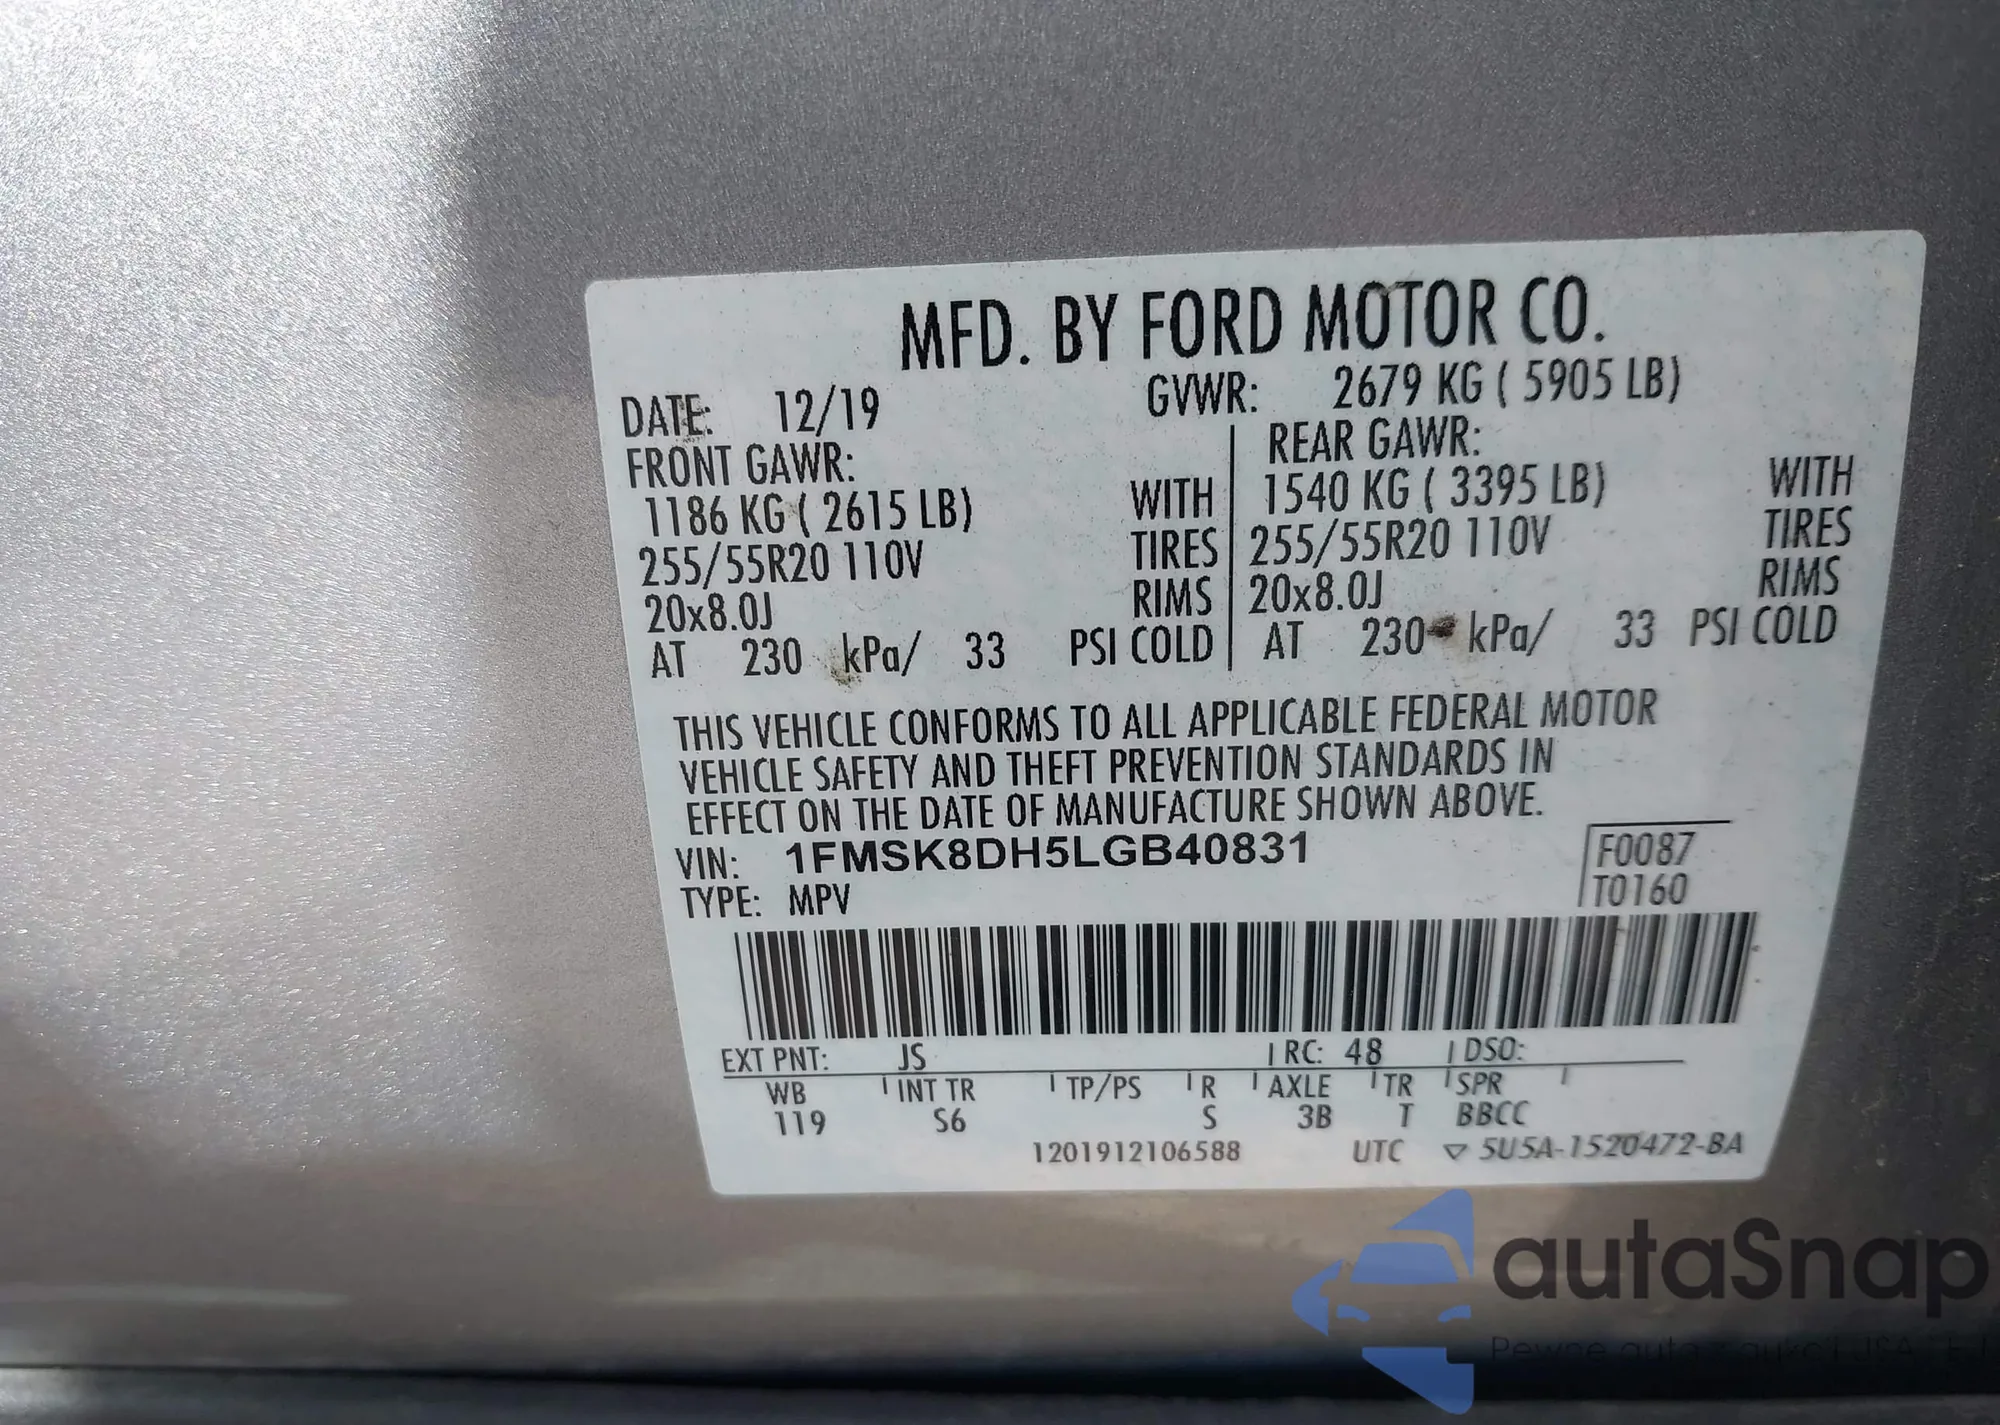 MFD. BY FORD MOTOR CO.
DATE: 12/19 GVWR: 2679 KG ( 5905 LB)
FRONT GAWR: REAR GAWR:
1186 KG ( 2615 LB) WITH 1540 KG ( 3395 LB) WITH
255/55R20 110V TIRES 255/55R20 110V TIRES
20x8.0J RIMS 20x8.0J RIMS
AT 230 kPa/ 33 PSI COLD AT 230 kPa/ 33 PSI COLD
THIS VEHICLE CONFORMS TO ALL APPLICABLE FEDERAL MOTOR
VEHICLE SAFETY AND THEFT PREVENTION STANDARDS IN
EFFECT ON THE DATE OF MANUFACTURE SHOWN ABOVE.
VIN: 1FMSK8DH5LGB40831 F0087
TYPE: MPV T0160
EXT PNT: JS RC: 48 DSO:
WB INT TR TP/PS R AXLE TR SPR
119 S6 S 3B T BBCC
1201912106588 UTC ▽ 5U5A-1520472-BA
autaSnap
Pewne auta z aukcji USA